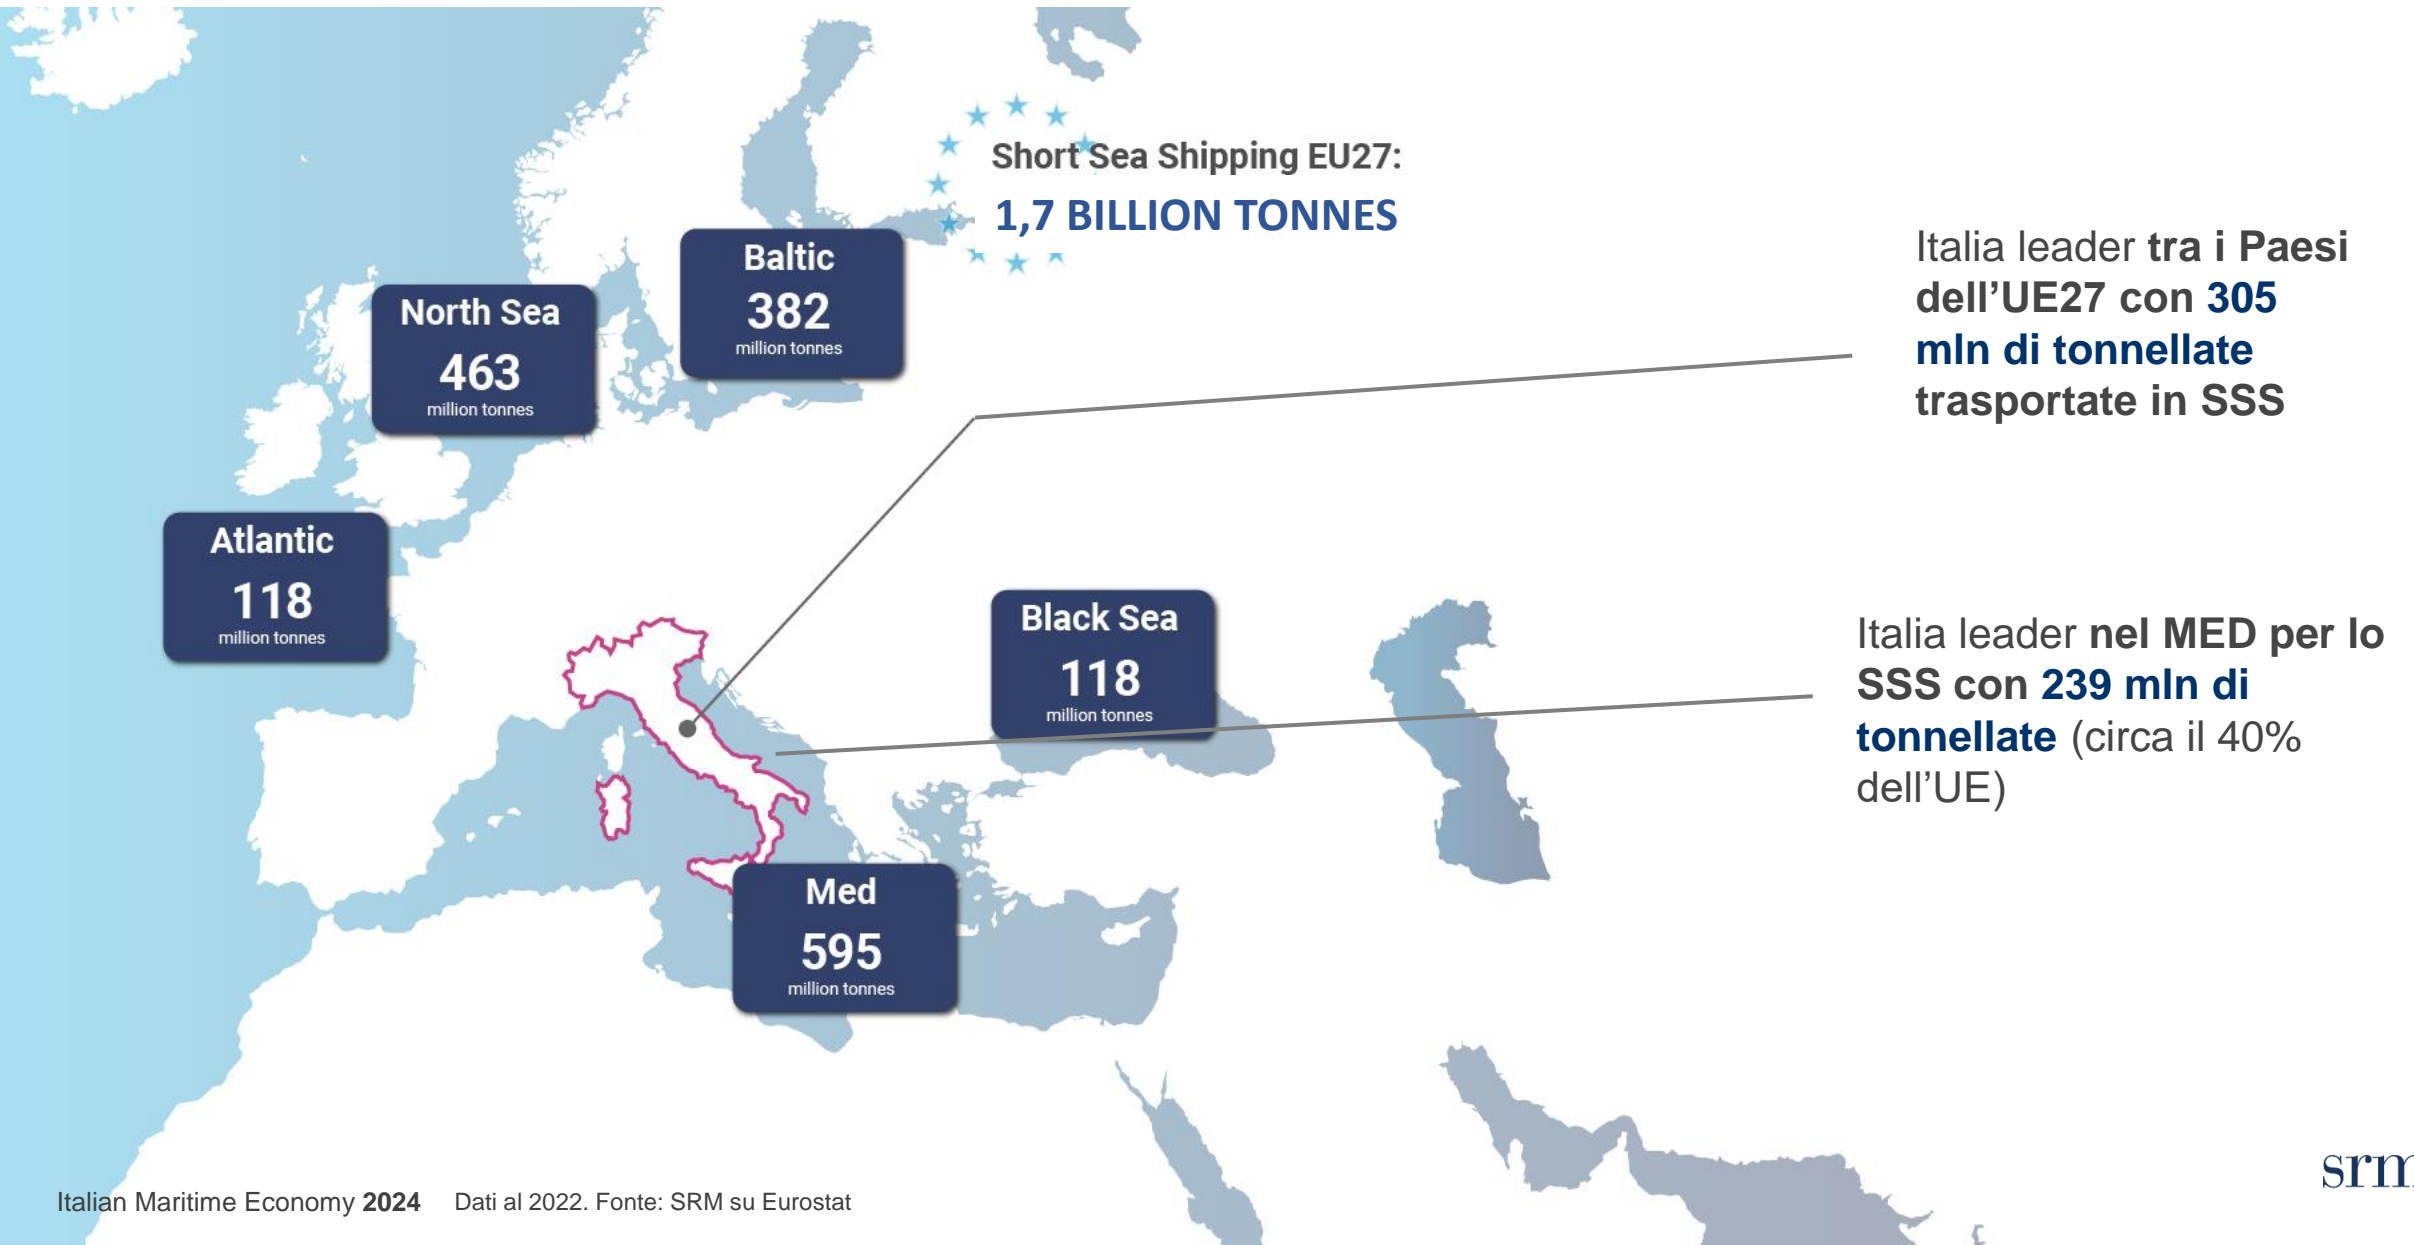 Short Sea Shipping EU27:
1,7 BILLION TONNES
Baltic
382
million tonnes
North Sea
463
million tonnes
Atlantic
118
million tonnes
Black Sea
118
million tonnes
Med
595
million tonnes
Italia leader tra i Paesi
dell’UE27 con 305
mln di tonnellate
trasportate in SSS
Italia leader nel MED per lo
SSS con 239 mln di
tonnellate (circa il 40%
dell’UE)
Italian Maritime Economy 2024 Dati al 2022. Fonte: SRM su Eurostat
srm